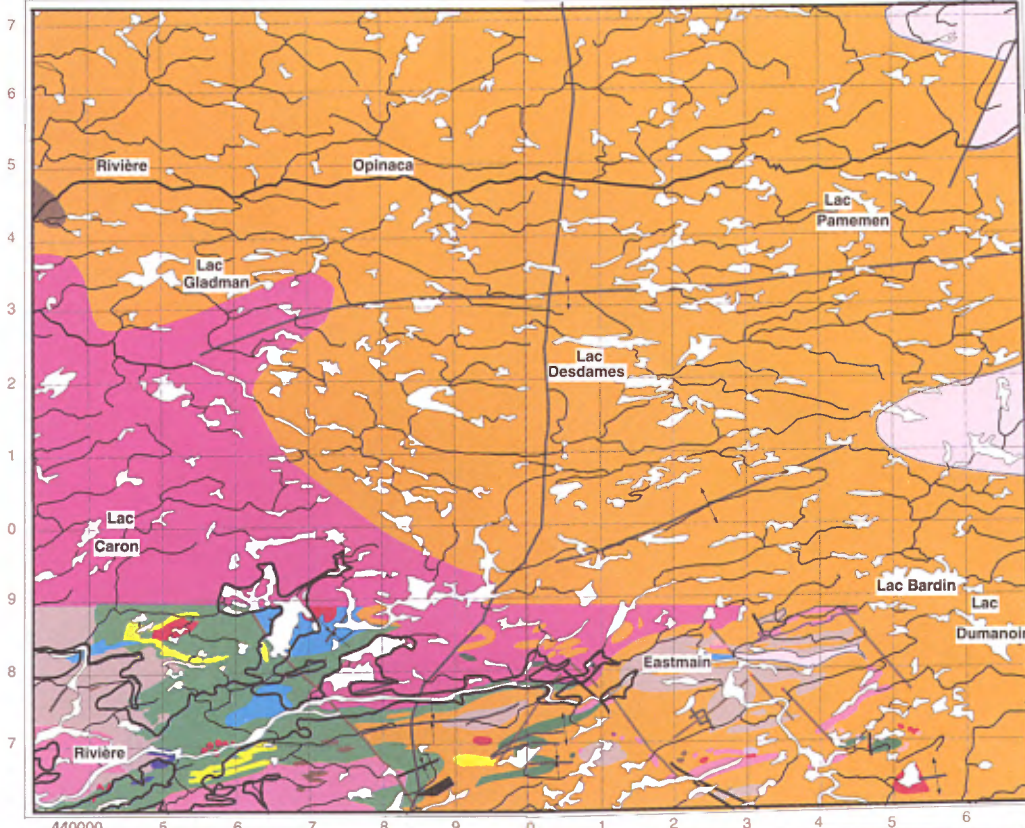 7
6
5
Rivière Opinaca
Lac
Pamemen
4
Lac
Gladman
3
Lac
Desdames
2
1
0
Lac
Caron
Lac Bardin
9
Lac
Dumanoir
8
Eastmain
7
Rivière
440000 5 6 7 8 9 0 1 2 3 4 5 6